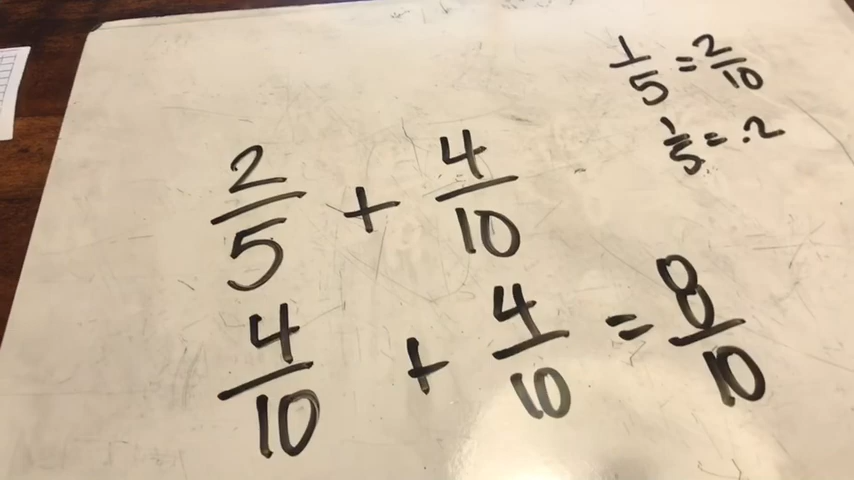 1/5 = 2/10
1/5 = .2
2/5 + 4/10
4/10 + 4/10 = 8/10